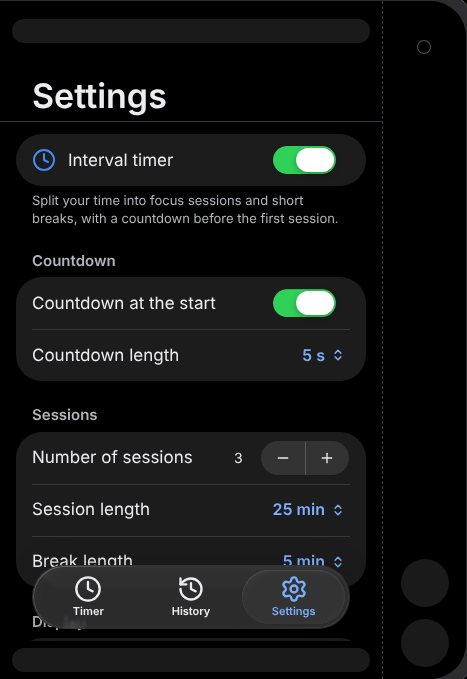 Settings
Interval timer
Split your time into focus sessions and short
breaks, with a countdown before the first session.
Countdown
Countdown at the start
Countdown length 5 s
Sessions
Number of sessions 3 − +
Session length 25 min
Break length 5 min
Timer History Settings